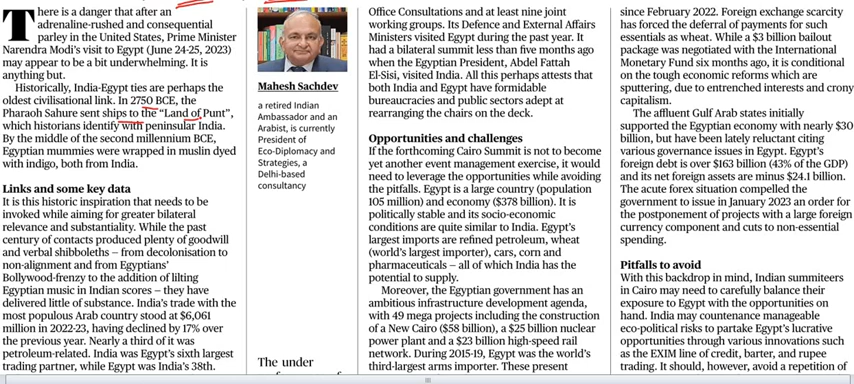 There is a danger that after an
adrenaline-rushed and consequential
parley in the United States, Prime Minister
Narendra Modi's visit to Egypt (June 24-25, 2023)
may appear to be a bit underwhelming. It is
anything but.
Historically, India-Egypt ties are perhaps the
oldest civilisational link. In 2750 BCE, the
Pharaoh Sahure sent ships to the "Land of Punt",
which historians identify with peninsular India.
By the middle of the second millennium BCE,
Egyptian mummies were wrapped in muslin dyed
with indigo, both from India.
Links and some key data
It is this historic inspiration that needs to be
invoked while aiming for greater bilateral
relevance and substantiality. While the past
century of contacts produced plenty of goodwill
and verbal shibboleths – from decolonisation to
non-alignment and from Egyptians'
Bollywood-frenzy to the addition of lilting
Egyptian music in Indian scores – they have
delivered little of substance. India's trade with the
most populous Arab country stood at $6,061
million in 2022-23, having declined by 17% over
the previous year. Nearly a third of it was
petroleum-related. India was Egypt's sixth largest
trading partner, while Egypt was India's 38th.
Mahesh Sachdev
a retired Indian
Ambassador and an
Arabist, is currently
President of
Eco-Diplomacy and
Strategies, a
Delhi-based
consultancy
The under
Office Consultations and at least nine joint
working groups. Its Defence and External Affairs
Ministers visited Egypt during the past year. It
had a bilateral summit less than five months ago
when the Egyptian President, Abdel Fattah
El-Sisi, visited India. All this perhaps attests that
both India and Egypt have formidable
bureaucracies and public sectors adept at
rearranging the chairs on the deck.
Opportunities and challenges
If the forthcoming Cairo Summit is not to become
yet another event management exercise, it would
need to leverage the opportunities while avoiding
the pitfalls. Egypt is a large country (population
105 million) and economy ($378 billion). It is
politically stable and its socio-economic
conditions are quite similar to India. Egypt's
largest imports are refined petroleum, wheat
(world's largest importer), cars, corn and
pharmaceuticals – all of which India has the
potential to supply.
Moreover, the Egyptian government has an
ambitious infrastructure development agenda,
with 49 mega projects including the construction
of a New Cairo ($58 billion), a $25 billion nuclear
power plant and a $23 billion high-speed rail
network. During 2015-19, Egypt was the world's
third-largest arms importer. These present
since February 2022. Foreign exchange scarcity
has forced the deferral of payments for such
essentials as wheat. While a $3 billion bailout
package was negotiated with the International
Monetary Fund six months ago, it is conditional
on the tough economic reforms which are
sputtering, due to entrenched interests and crony
capitalism.
The affluent Gulf Arab states initially
supported the Egyptian economy with nearly $30
billion, but have been lately reluctant citing
various governance issues in Egypt. Egypt's
foreign debt is over $163 billion (43% of the GDP)
and its net foreign assets are minus $24.1 billion.
The acute forex situation compelled the
government to issue in January 2023 an order for
the postponement of projects with a large foreign
currency component and cuts to non-essential
spending.
Pitfalls to avoid
With this backdrop in mind, Indian summiteers
in Cairo may need to carefully balance their
exposure to Egypt with the opportunities on
hand. India may countenance manageable
eco-political risks to partake Egypt's lucrative
opportunities through various innovations such
as the EXIM line of credit, barter, and rupee
trading. It should, however, avoid a repetition of